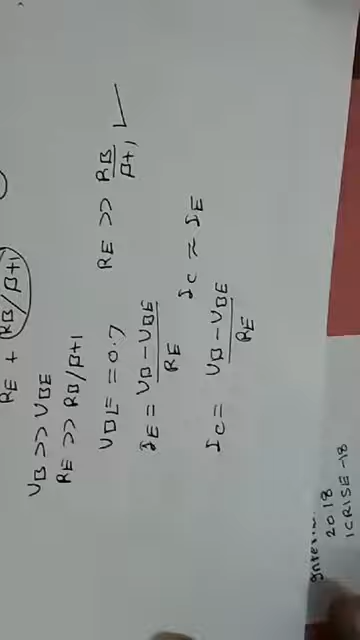 RE + RB/β+1
VB >> VBE
RE >> RB/β+1
VBE = 0.7 RE >> RB/β+1 ✓
IE = VB - VBE/RE
IC ≈ IE
IC = VB - VBE/RE
2018
ICRISE-18